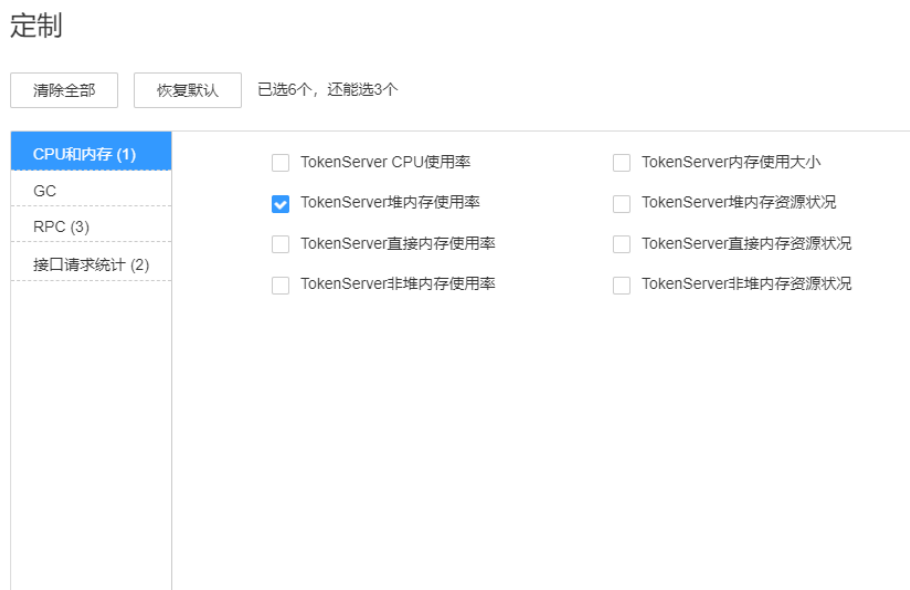 定制
清除全部 恢复默认 已选6个，还能选3个
CPU和内存 (1)
GC
RPC (3)
接口请求统计 (2)
TokenServer CPU使用率 TokenServer内存使用大小
TokenServer堆内存使用率 TokenServer堆内存资源状况
TokenServer直接内存使用率 TokenServer直接内存资源状况
TokenServer非堆内存使用率 TokenServer非堆内存资源状况